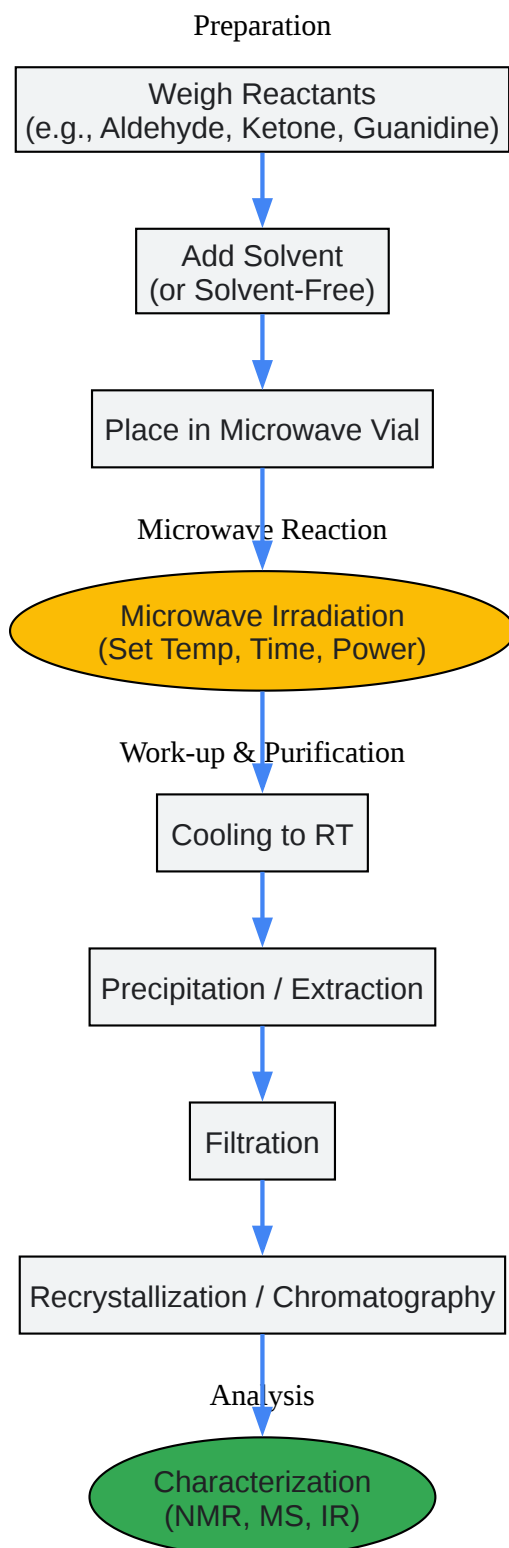 Preparation
Weigh Reactants
(e.g., Aldehyde, Ketone, Guanidine)
Add Solvent
(or Solvent-Free)
Place in Microwave Vial
Microwave Reaction
Microwave Irradiation
(Set Temp, Time, Power)
Work-up & Purification
Cooling to RT
Precipitation / Extraction
Filtration
Recrystallization / Chromatography
Analysis
Characterization
(NMR, MS, IR)